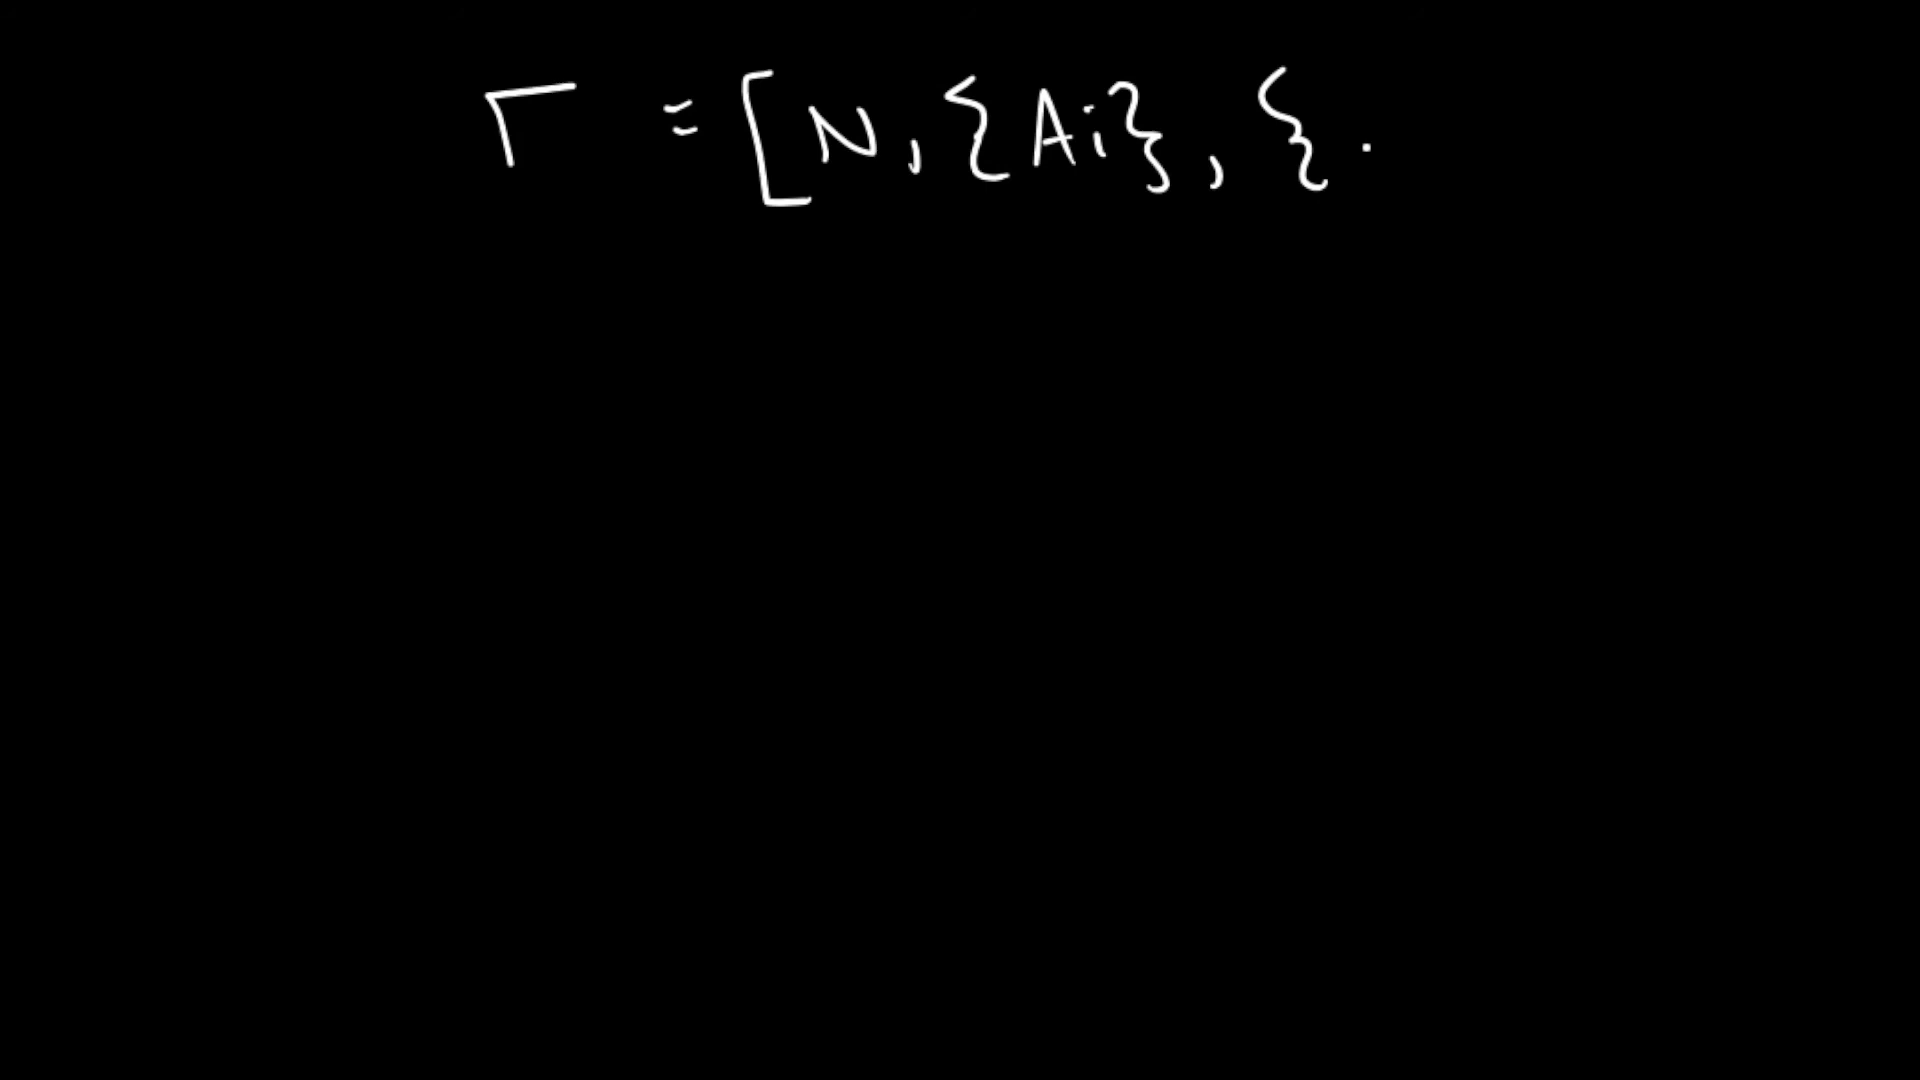 Γ = [N, {Ai}, {.